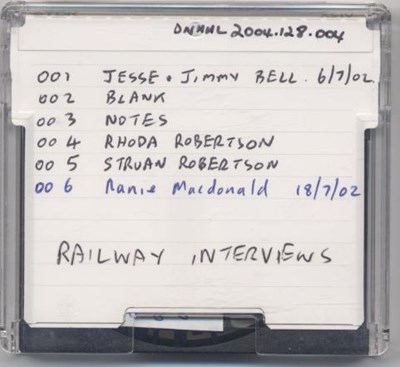 DNHHL 2004.128.004
001 JESSE . JIMMY BELL . 6/7/02
002 BLANK
003 NOTES
004 RHODA ROBERTSON
005 STRUAN ROBERTSON
006 Ranie Macdonald 18/7/02
RAILWAY INTERVIEWS